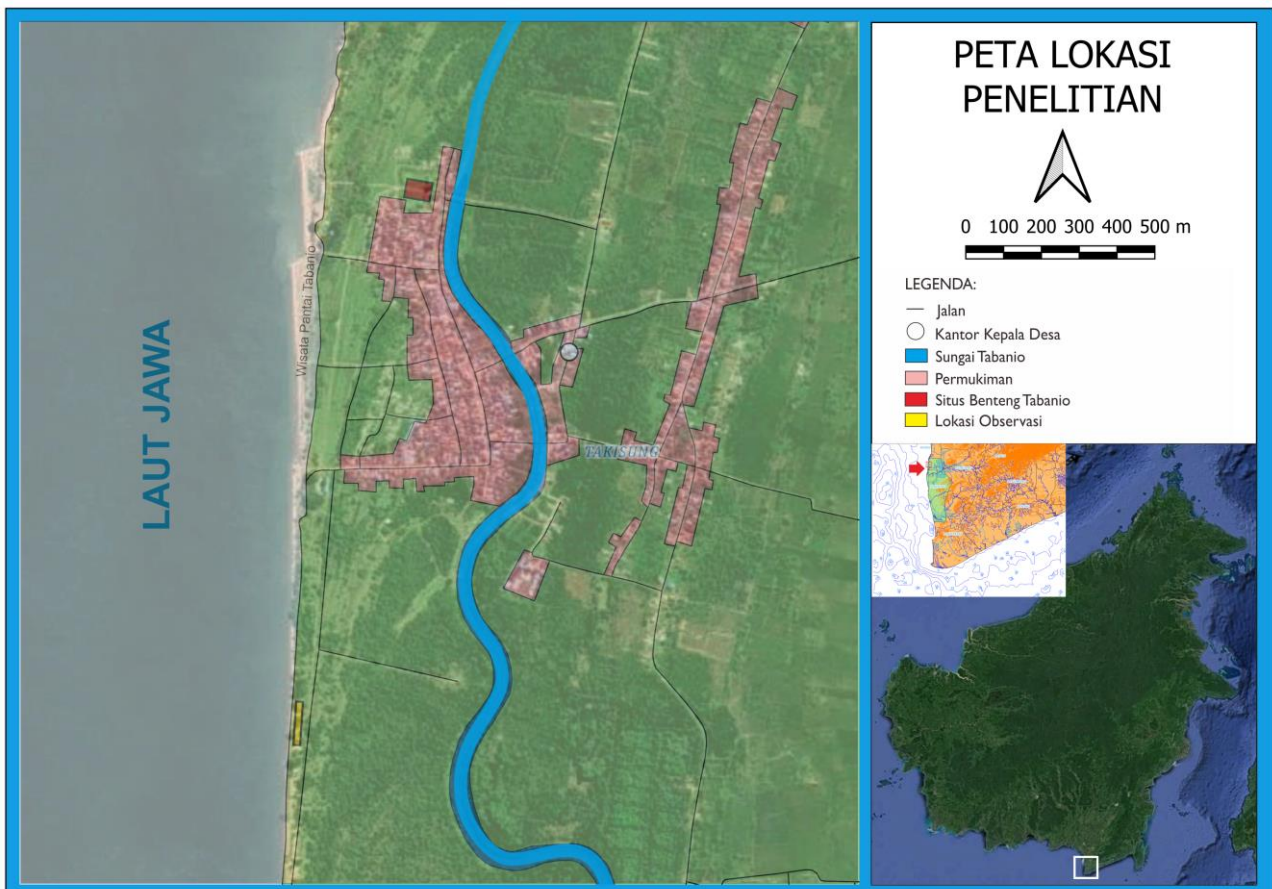 LAUT JAWA
Wisata Pantai Tabanio
TAKISUNG
PETA LOKASI
PENELITIAN
0 100 200 300 400 500 m
LEGENDA:
Jalan
Kantor Kepala Desa
Sungai Tabanio
Permukiman
Situs Benteng Tabanio
Lokasi Observasi